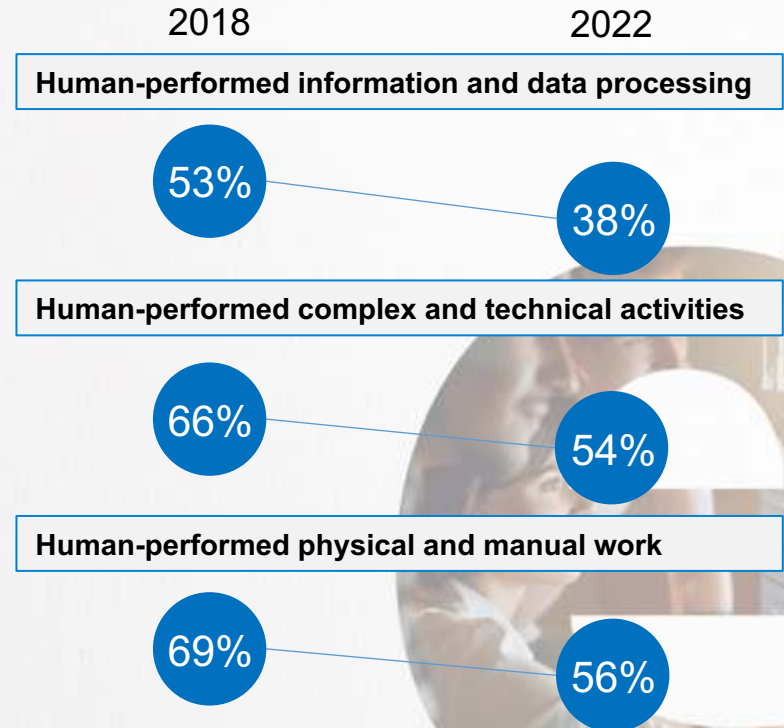 2018 2022
Human-performed information and data processing
53%
38%
Human-performed complex and technical activities
66%
54%
Human-performed physical and manual work
69%
56%